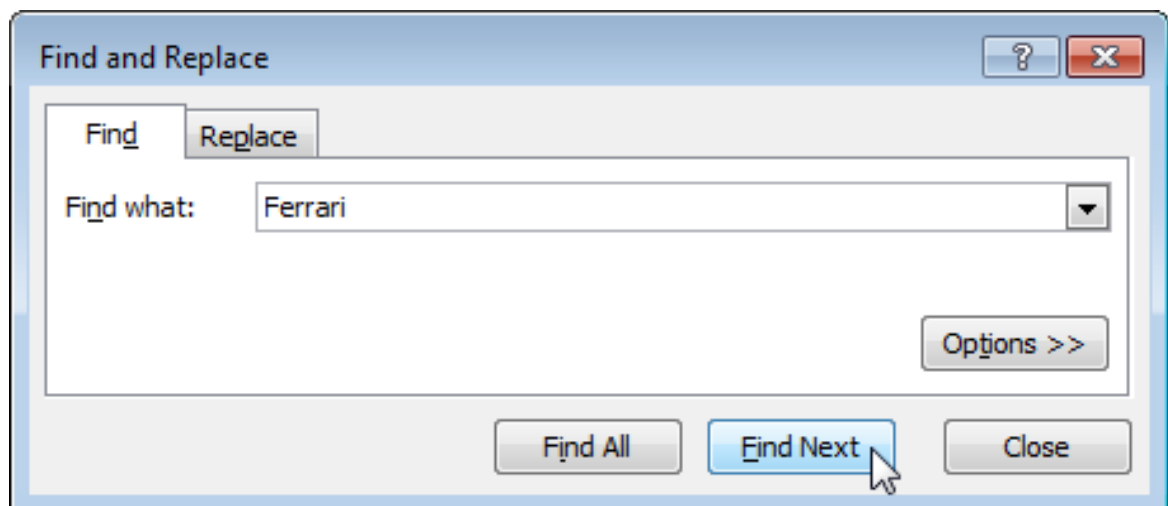 Find and Replace
Find Replace
Find what: Ferrari
Options >>
Find All Find Next Close